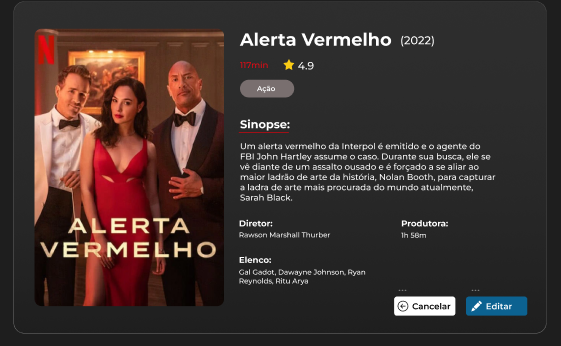 N
Alerta Vermelho (2022)
117min 4.9
Ação
Sinopse:
Um alerta vermelho da Interpol é emitido e o agente do
FBI John Hartley assume o caso. Durante sua busca, ele se
vê diante de um assalto ousado e é forçado a se aliar ao
maior ladrão de arte da história, Nolan Booth, para capturar
a ladra de arte mais procurada do mundo atualmente,
Sarah Black.
ALERTA
VERMELHO
Diretor:
Rawson Marshall Thurber
Produtora:
1h 58m
Elenco:
Gal Gadot, Dawayne Johnson, Ryan
Reynolds, Ritu Arya
...
...
Cancelar
Editar